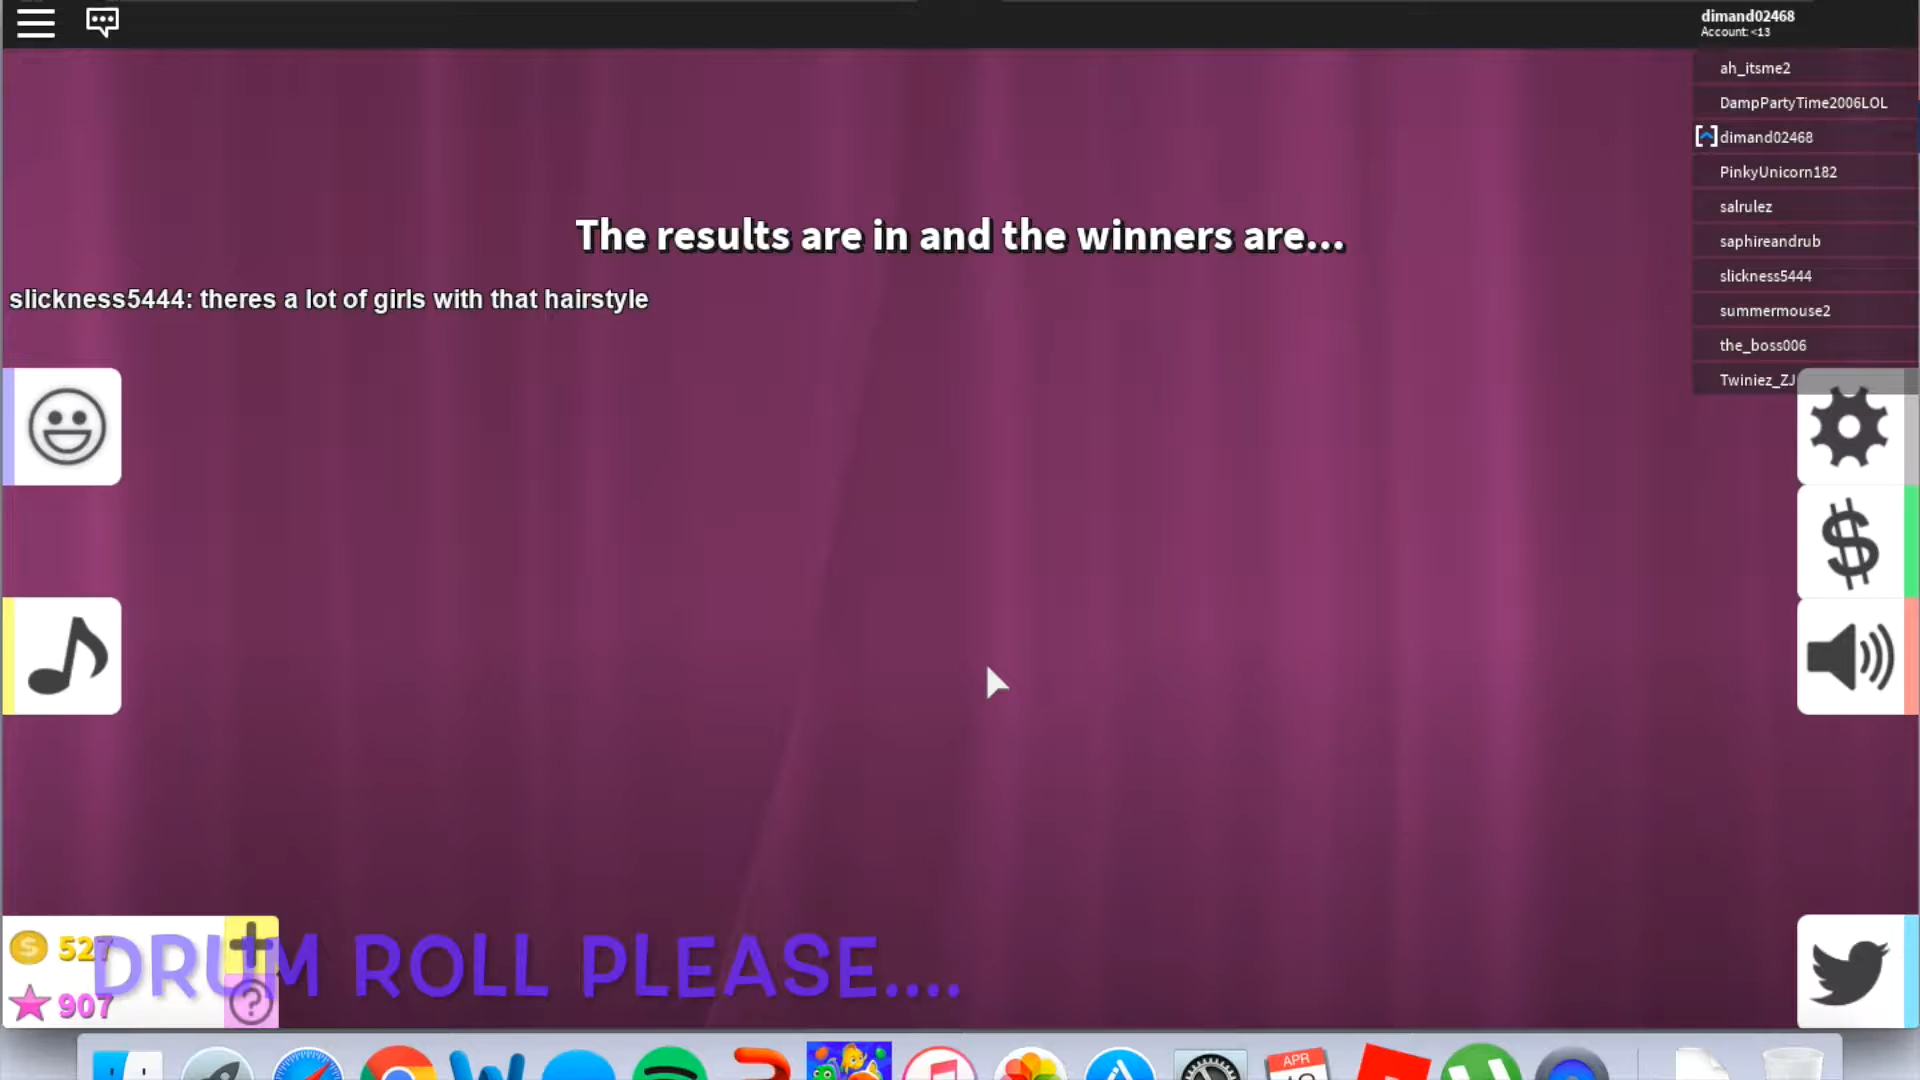 dimand02468
Account: <13
ah_itsme2
DampPartyTime2006LOL
dimand02468
PinkyUnicorn182
salrulez
saphireandrub
slickness5444
summermouse2
the_boss006
Twiniez_ZJ
The results are in and the winners are...
slickness5444: theres a lot of girls with that hairstyle
527
907
DRUM ROLL PLEASE....
APR